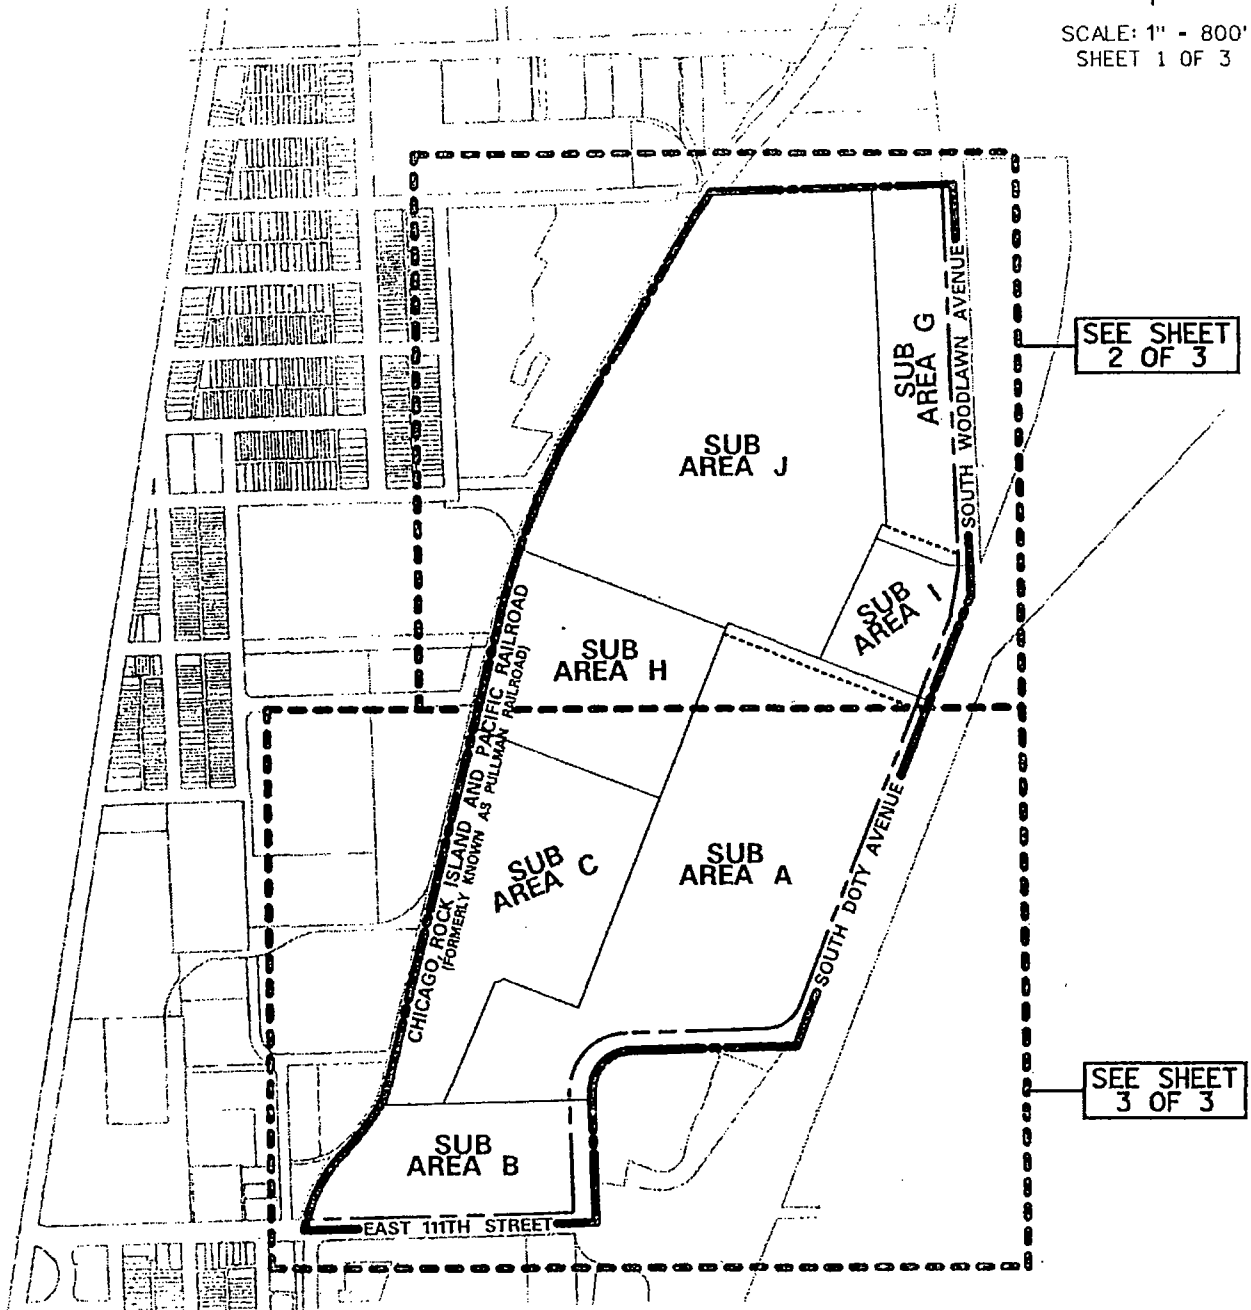 SCALE: 1" - 800'
SHEET 1 OF 3
SUB
AREA G
SOUTH WOODLAWN AVENUE
SEE SHEET
2 OF 3
SUB
AREA J
SUB
AREA I
SUB
AREA H
CHICAGO, ROCK ISLAND AND PACIFIC RAILROAD
(FORMERLY KNOWN AS PULLMAN RAILROAD)
SUB
AREA C
SUB
AREA A
SOUTH DOTY AVENUE
SEE SHEET
3 OF 3
SUB
AREA B
EAST 111TH STREET